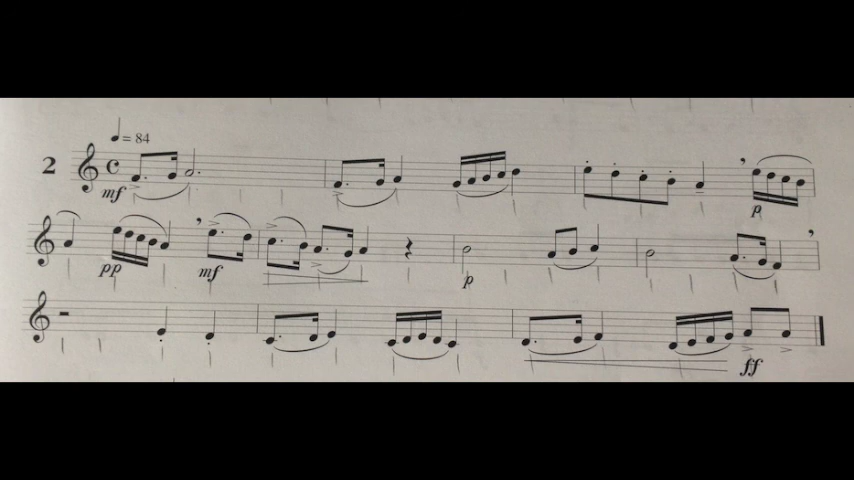 ♩ = 84
2
mf
p
pp mf p
ff